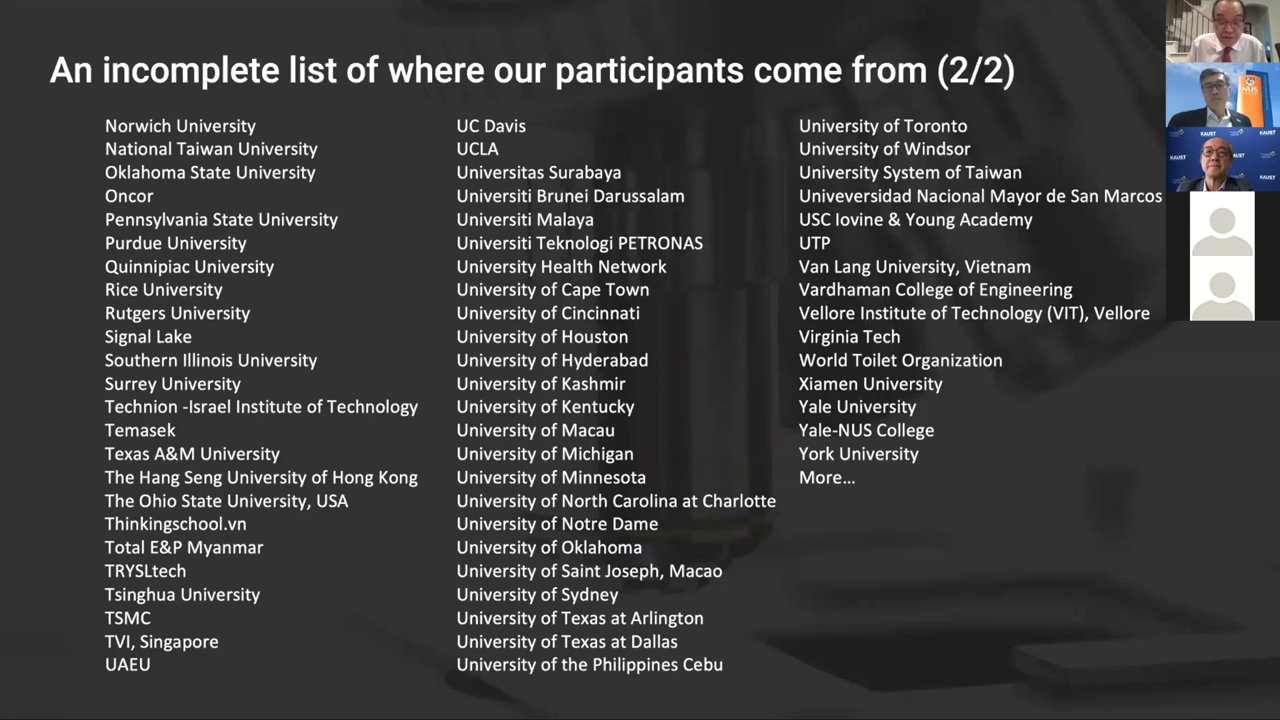 An incomplete list of where our participants come from (2/2)
Norwich University
National Taiwan University
Oklahoma State University
Oncor
Pennsylvania State University
Purdue University
Quinnipiac University
Rice University
Rutgers University
Signal Lake
Southern Illinois University
Surrey University
Technion -Israel Institute of Technology
Temasek
Texas A&M University
The Hang Seng University of Hong Kong
The Ohio State University, USA
Thinkingschool.vn
Total E&P Myanmar
TRYSLtech
Tsinghua University
TSMC
TVI, Singapore
UAEU
UC Davis
UCLA
Universitas Surabaya
Universiti Brunei Darussalam
Universiti Malaya
Universiti Teknologi PETRONAS
University Health Network
University of Cape Town
University of Cincinnati
University of Houston
University of Hyderabad
University of Kashmir
University of Kentucky
University of Macau
University of Michigan
University of Minnesota
University of North Carolina at Charlotte
University of Notre Dame
University of Oklahoma
University of Saint Joseph, Macao
University of Sydney
University of Texas at Arlington
University of Texas at Dallas
University of the Philippines Cebu
University of Toronto
University of Windsor
University System of Taiwan
Univeversidad Nacional Mayor de San Marcos
USC Iovine & Young Academy
UTP
Van Lang University, Vietnam
Vardhaman College of Engineering
Vellore Institute of Technology (VIT), Vellore
Virginia Tech
World Toilet Organization
Xiamen University
Yale University
Yale-NUS College
York University
More…
NUS
KAUST
KAUST
KAUST
KAUST